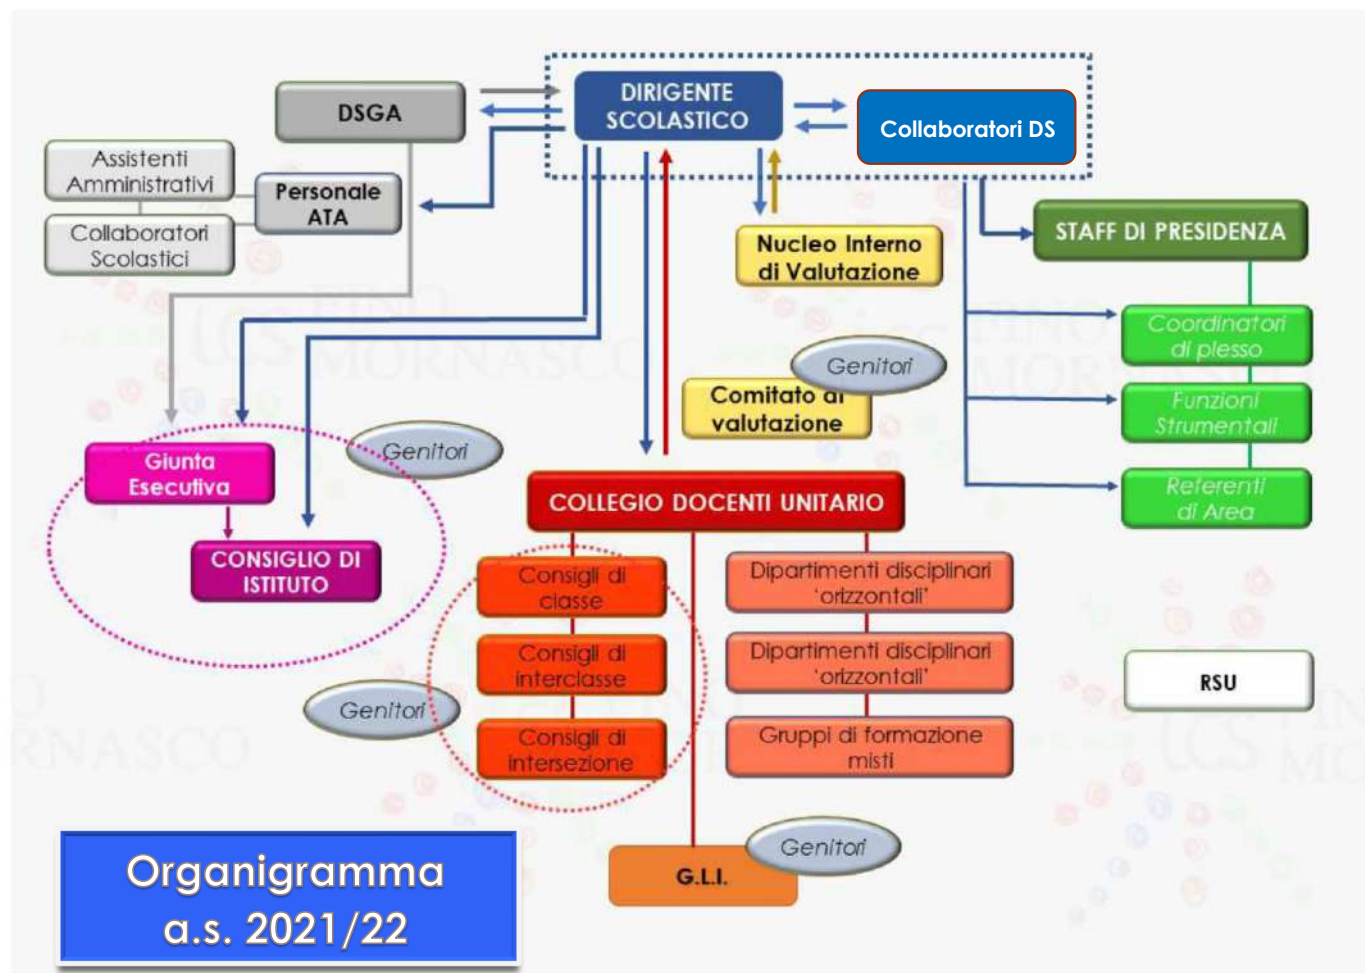 DIRIGENTE
SCOLASTICO
DSGA
Collaboratori DS
Assistenti
Amministrativi
Personale
ATA
Collaboratori
Scolastici
STAFF DI PRESIDENZA
Nucleo Interno
di Valutazione
Coordinatori
di plesso
Genitori
Comitato di
valutazione
Funzioni
Strumentali
Genitori
Giunta
Esecutiva
Referenti
di Area
COLLEGIO DOCENTI UNITARIO
CONSIGLIO DI
ISTITUTO
Consigli di
classe
Dipartimenti disciplinari
‘orizzontali’
Consigli di
interclasse
Dipartimenti disciplinari
‘orizzontali’
RSU
Genitori
Consigli di
intersezione
Gruppi di formazione
misti
Genitori
G.L.I.
Organigramma
a.s. 2021/22
ICS FINO
MORNASCO